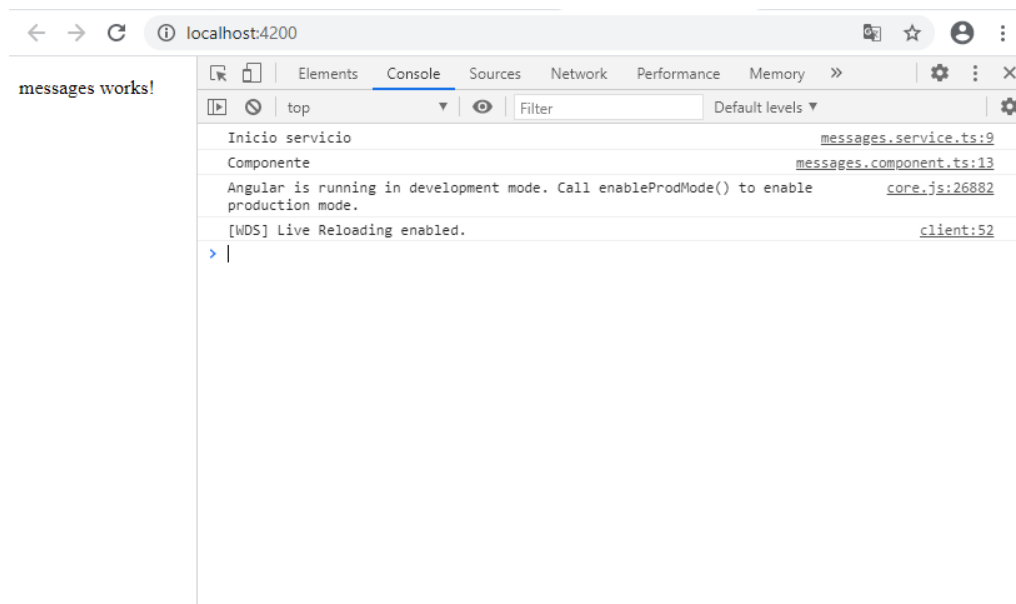 localhost:4200
messages works!
Elements Console Sources Network Performance Memory
top Filter Default levels
Inicio servicio messages.service.ts:9
Componente messages.component.ts:13
Angular is running in development mode. Call enableProdMode() to enable core.js:26882
production mode.
[WDS] Live Reloading enabled. client:52